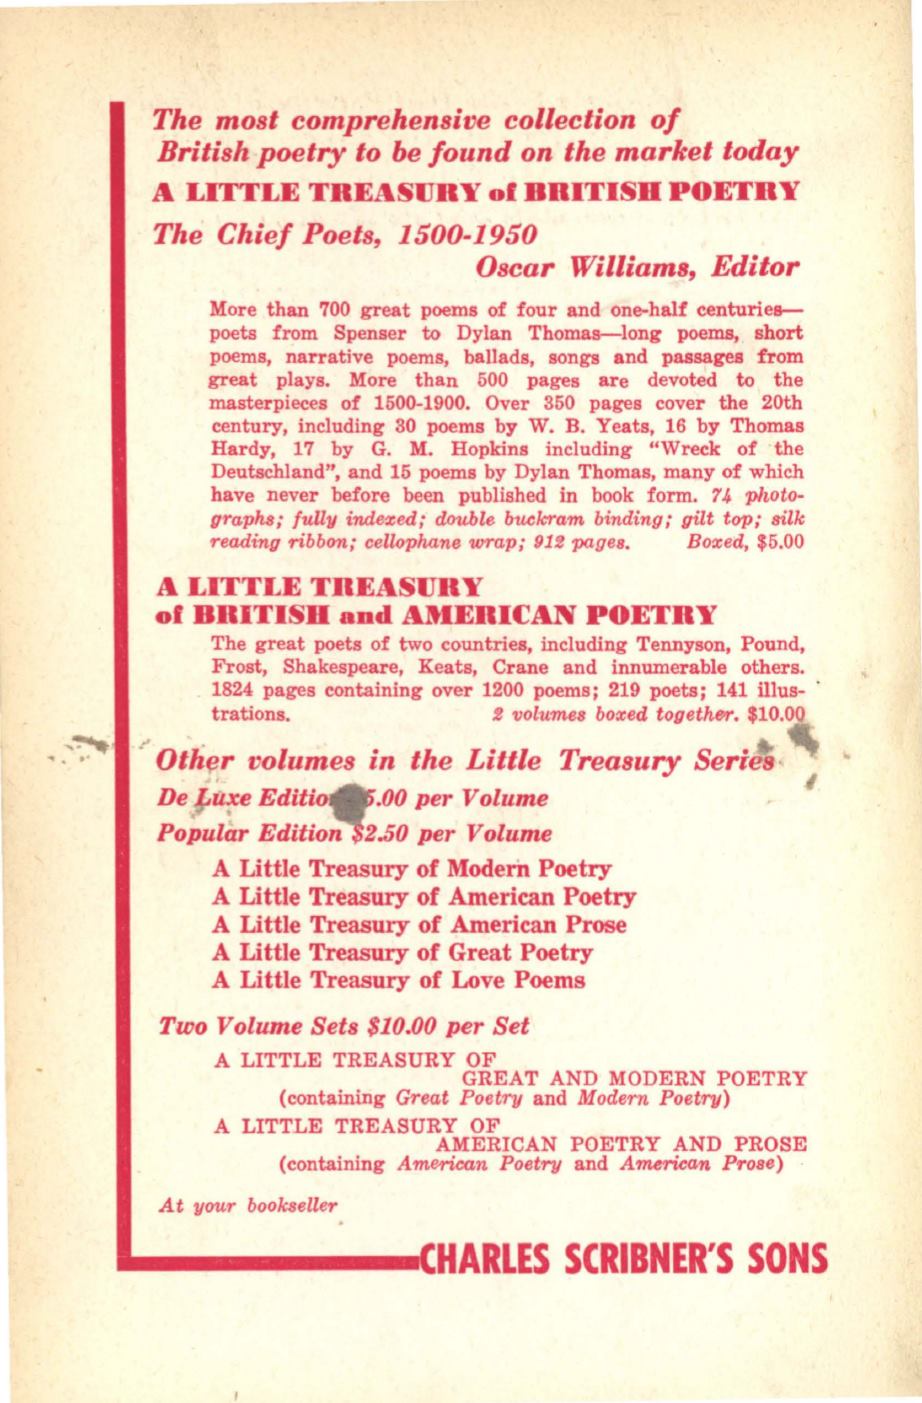 The most comprehensive collection of
British poetry to be found on the market today
A LITTLE TREASURY of BRITISH POETRY
The Chief Poets, 1500-1950
Oscar Williams, Editor
More than 700 great poems of four and one-half centuries—
poets from Spenser to Dylan Thomas—long poems, short
poems, narrative poems, ballads, songs and passages from
great plays. More than 500 pages are devoted to the
masterpieces of 1500-1900. Over 350 pages cover the 20th
century, including 30 poems by W. B. Yeats, 16 by Thomas
Hardy, 17 by G. M. Hopkins including “Wreck of the
Deutschland”, and 15 poems by Dylan Thomas, many of which
have never before been published in book form. 74 photo-
graphs; fully indexed; double buckram binding; gilt top; silk
reading ribbon; cellophane wrap; 912 pages. Boxed, $5.00
A LITTLE TREASURY
of BRITISH and AMERICAN POETRY
The great poets of two countries, including Tennyson, Pound,
Frost, Shakespeare, Keats, Crane and innumerable others.
1824 pages containing over 1200 poems; 219 poets; 141 illus-
trations. 2 volumes boxed together. $10.00
Other volumes in the Little Treasury Series
De Luxe Edition 5.00 per Volume
Popular Edition $2.50 per Volume
A Little Treasury of Modern Poetry
A Little Treasury of American Poetry
A Little Treasury of American Prose
A Little Treasury of Great Poetry
A Little Treasury of Love Poems
Two Volume Sets $10.00 per Set
A LITTLE TREASURY OF
GREAT AND MODERN POETRY
(containing Great Poetry and Modern Poetry)
A LITTLE TREASURY OF
AMERICAN POETRY AND PROSE
(containing American Poetry and American Prose)
At your bookseller
CHARLES SCRIBNER'S SONS